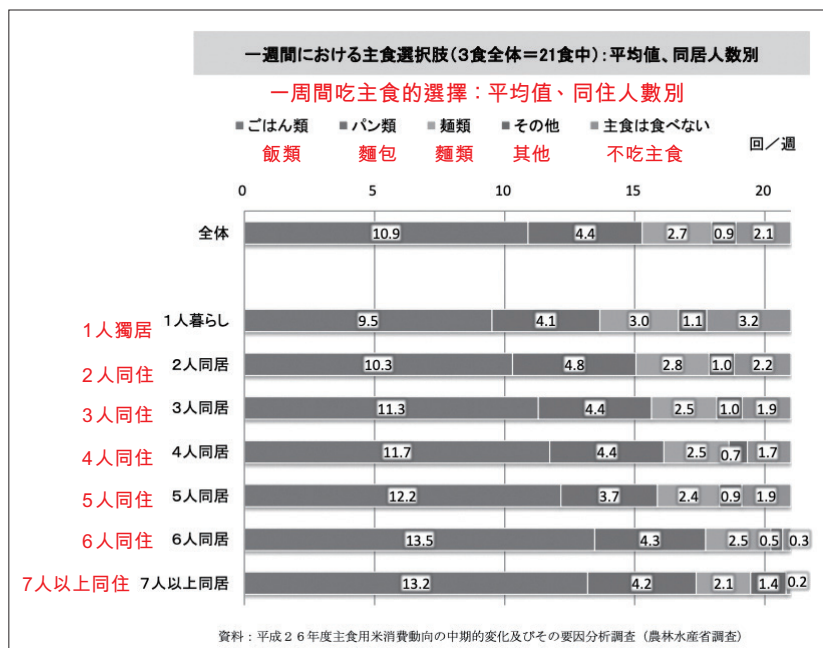 一週間における主食選択肢(3食全体=21食中):平均値、同居人数別
一周間吃主食的選擇:平均值、同住人數別
■ごはん類 ■パン類 ■麺類 ■その他 ■主食は食べない
飯類 麵包 麵類 其他 不吃主食 回/週
0 5 10 15 20
全体 10.9 4.4 2.7 0.9 2.1
1人獨居 1人暮らし 9.5 4.1 3.0 1.1 3.2
2人同住 2人同居 10.3 4.8 2.8 1.0 2.2
3人同住 3人同居 11.3 4.4 2.5 1.0 1.9
4人同住 4人同居 11.7 4.4 2.5 0.7 1.7
5人同住 5人同居 12.2 3.7 2.4 0.9 1.9
6人同住 6人同居 13.5 4.3 2.5 0.5 0.3
7人以上同住 7人以上同居 13.2 4.2 2.1 1.4 0.2
資料:平成26年度主食用米消費動向の中期的変化及びその要因分析調査(農林水産省調査)